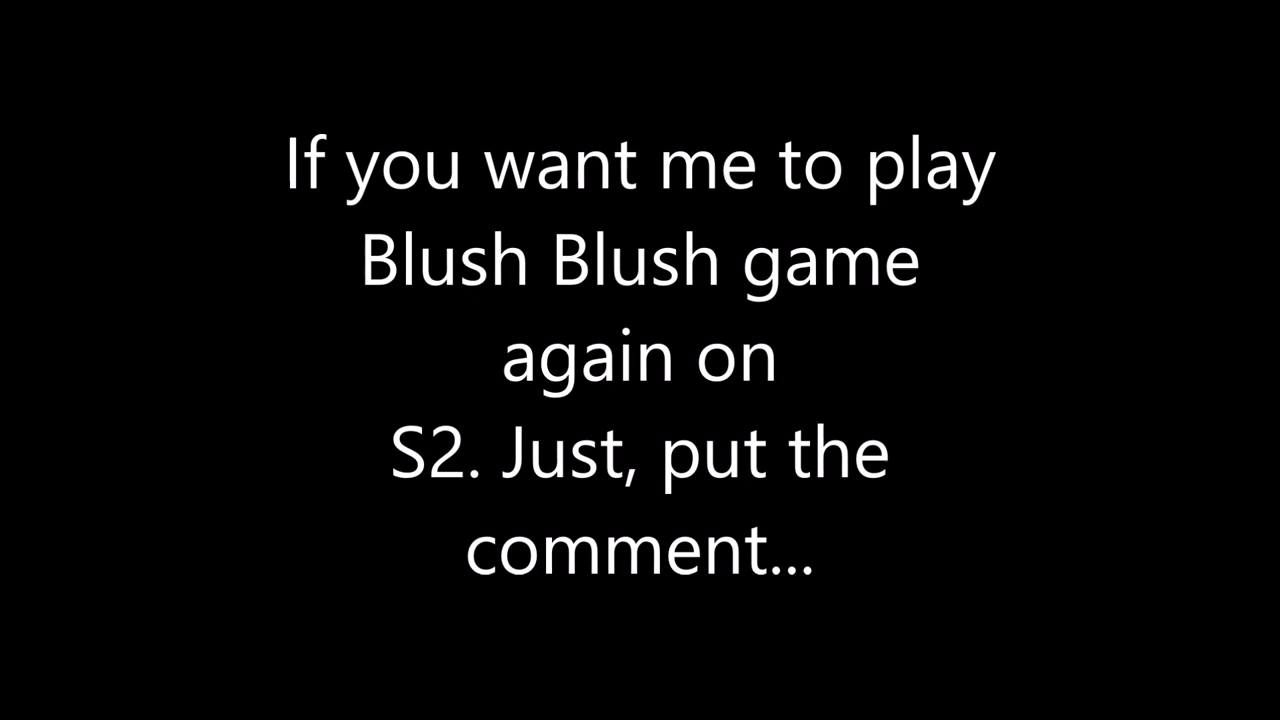 If you want me to play
Blush Blush game
again on
S2. Just, put the
comment...